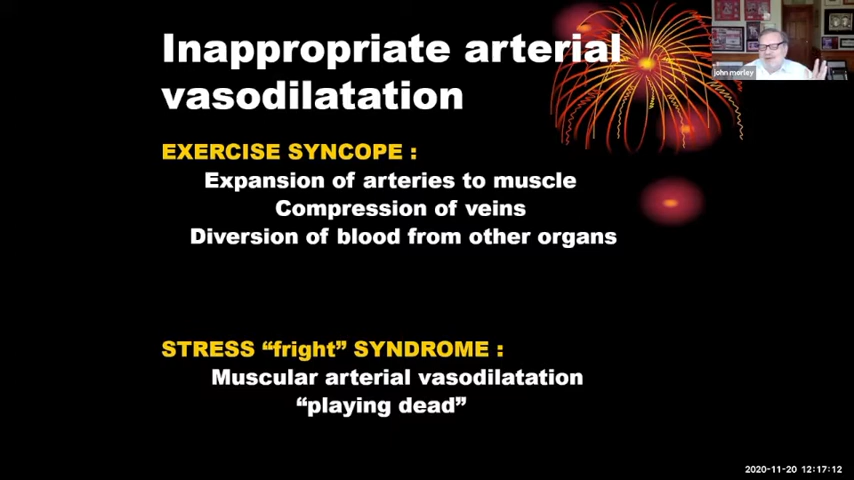 Inappropriate arterial
vasodilatation
john morley
EXERCISE SYNCOPE :
Expansion of arteries to muscle
Compression of veins
Diversion of blood from other organs
STRESS “fright” SYNDROME :
Muscular arterial vasodilatation
“playing dead”
2020-11-20 12:17:12